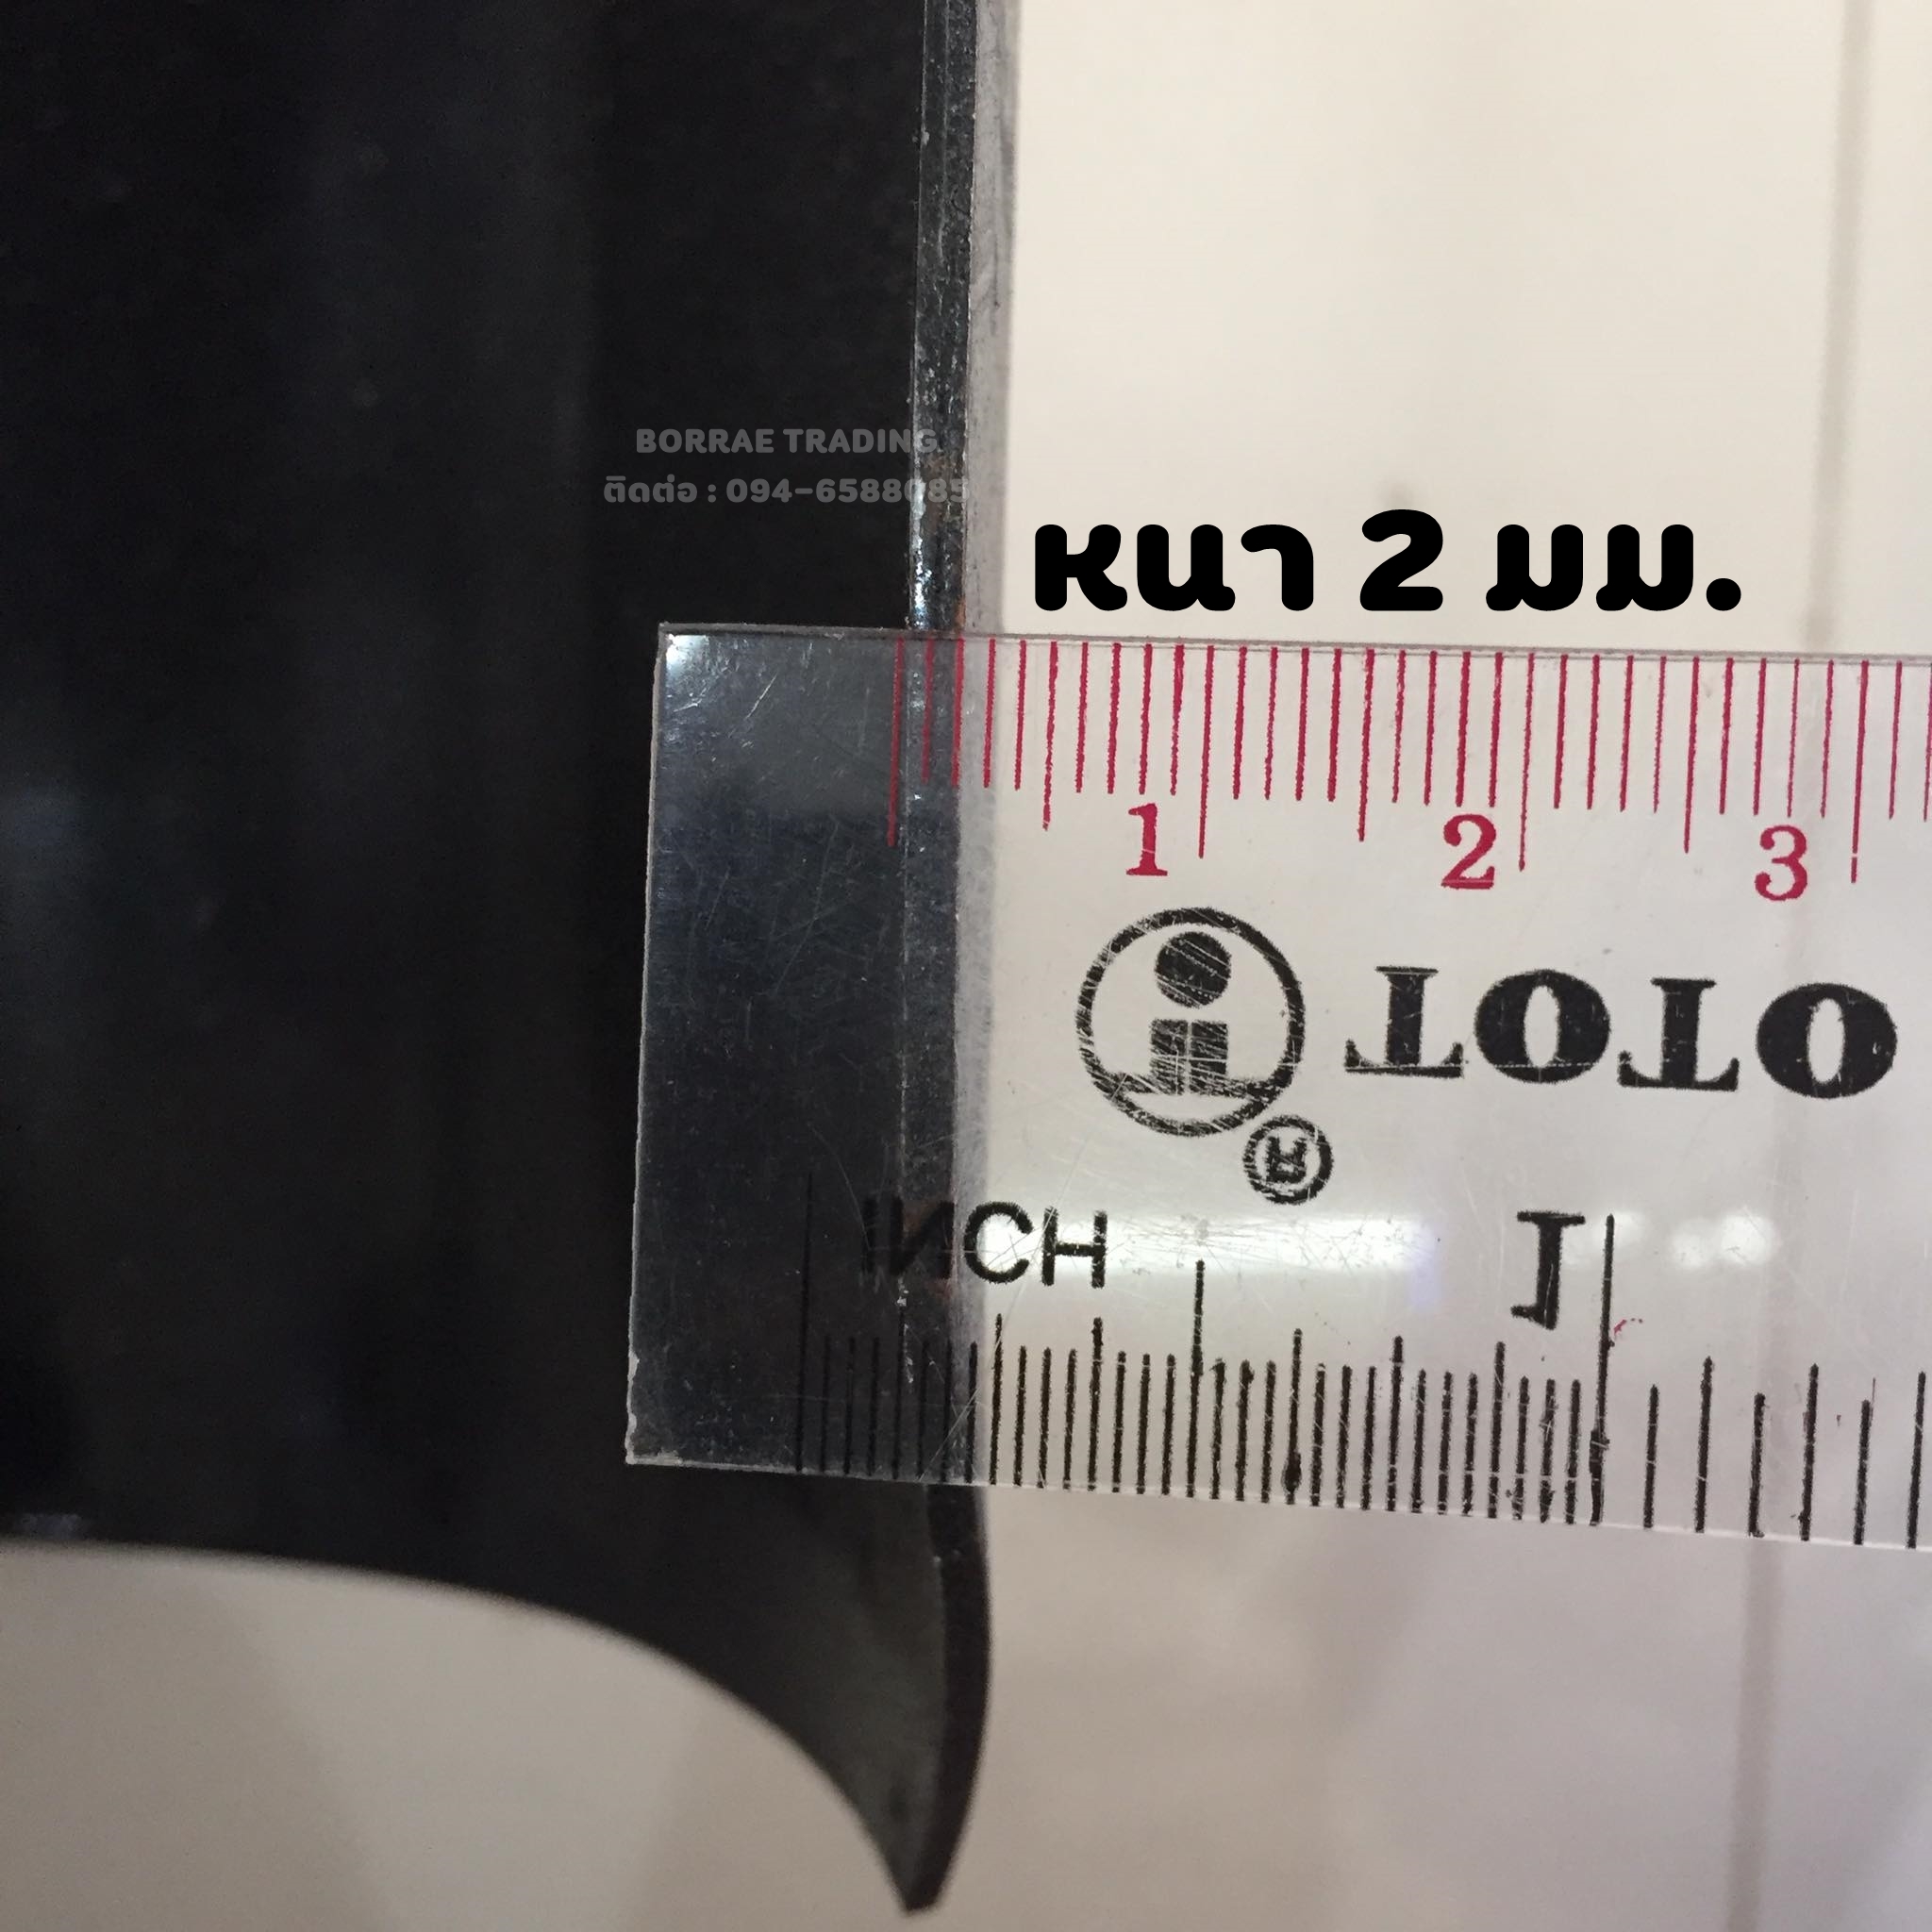 BORRAE TRADING
ติดต่อ : 094-6588085
หนา 2 มม.
1 2 3
TOTO
®
INCH
1